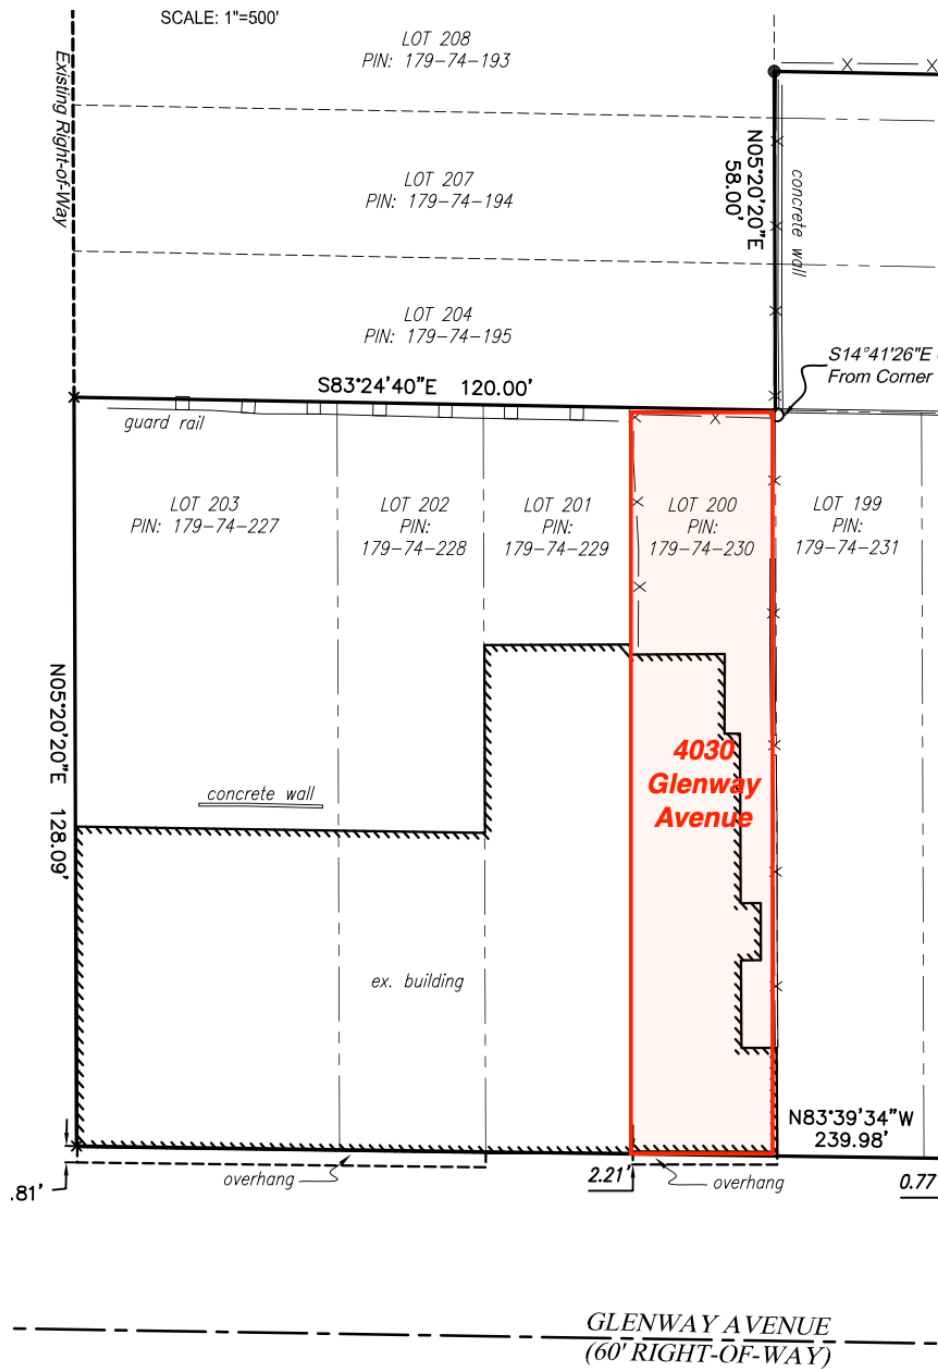 SCALE: 1"=500'
LOT 208
PIN: 179-74-193
Existing Right-of-Way
LOT 207
PIN: 179-74-194
N05°20'20"E
58.00'
concrete wall
LOT 204
PIN: 179-74-195
S14°41'26"E
From Corner
S83°24'40"E 120.00'
guard rail
LOT 203
PIN: 179-74-227
LOT 202
PIN:
179-74-228
LOT 201
PIN:
179-74-229
LOT 200
PIN:
179-74-230
LOT 199
PIN:
179-74-231
N05°20'20"E 128.09'
4030
Glenway
Avenue
concrete wall
ex. building
N83°39'34"W
239.98'
.81'
overhang
2.21'
overhang
0.77
GLENWAY AVENUE
(60' RIGHT-OF-WAY)